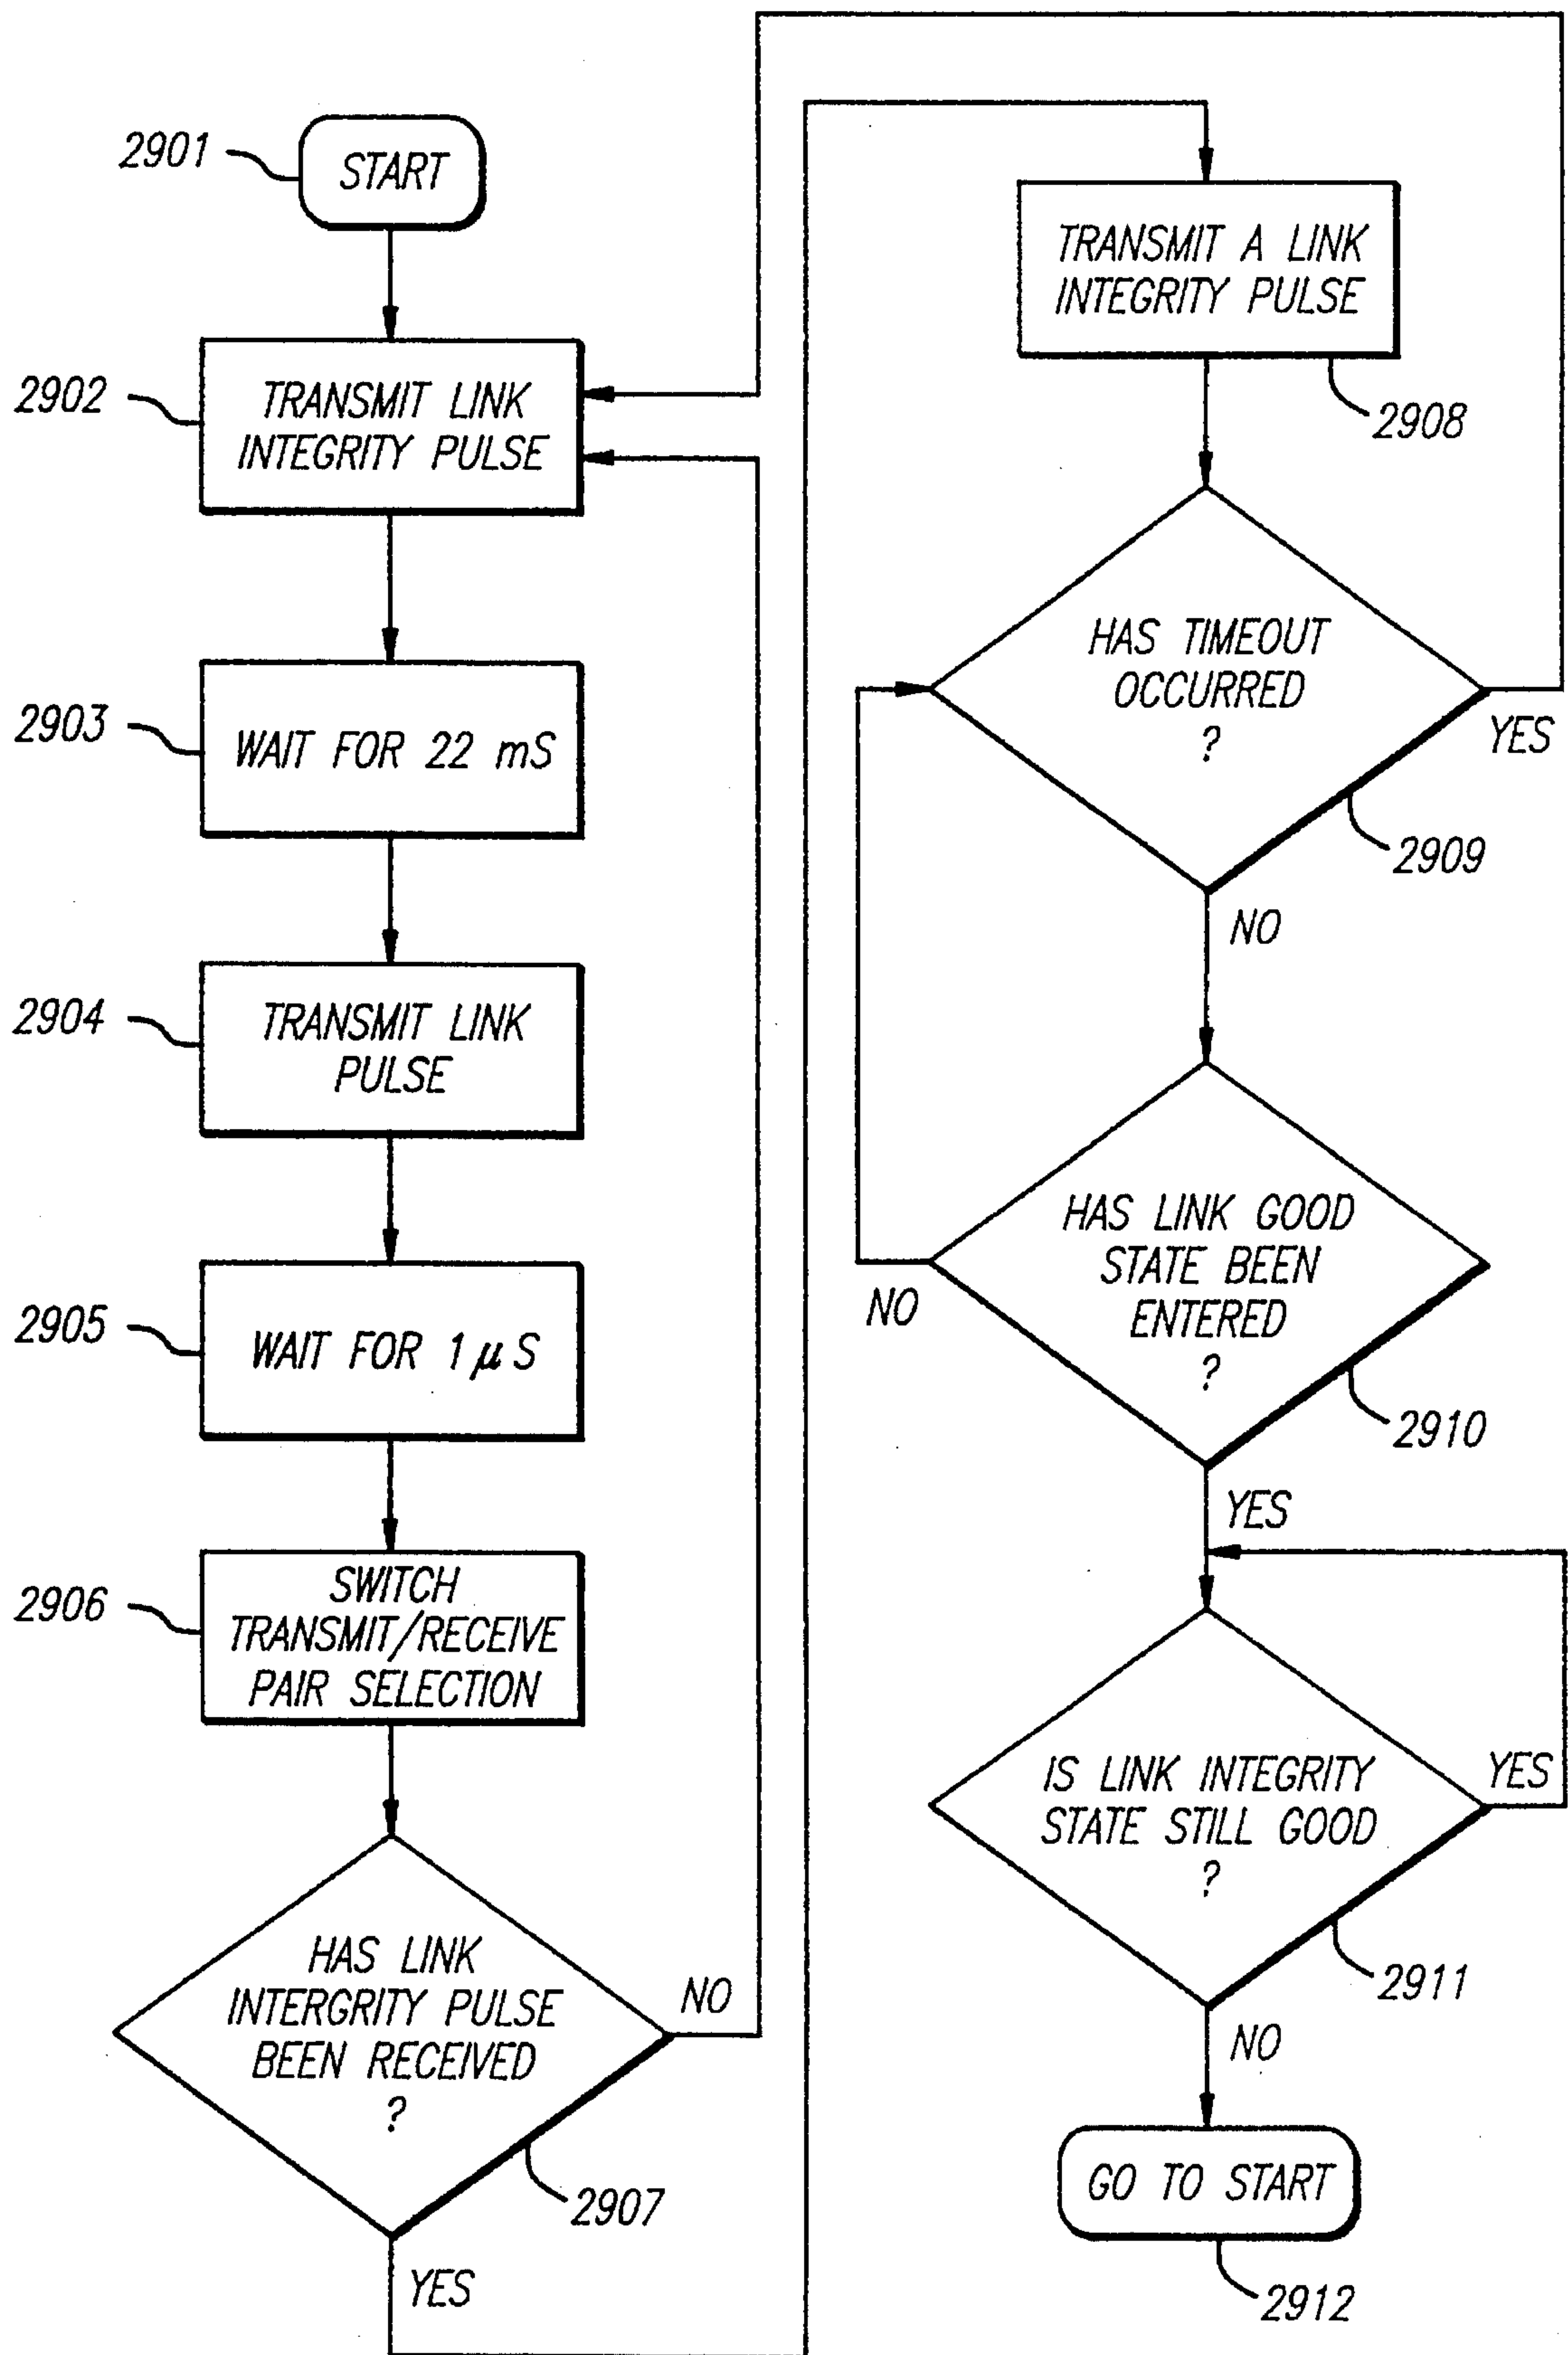 2901
START
2902
TRANSMIT LINK
INTEGRITY PULSE
2903
WAIT FOR 22 mS
2904
TRANSMIT LINK
PULSE
2905
WAIT FOR 1 μ S
2906
SWITCH
TRANSMIT/RECEIVE
PAIR SELECTION
HAS LINK
INTERGRITY PULSE
BEEN RECEIVED
?
NO
2907
YES
TRANSMIT A LINK
INTEGRITY PULSE
2908
HAS TIMEOUT
OCCURRED
?
YES
2909
NO
HAS LINK GOOD
STATE BEEN
ENTERED
?
NO
2910
YES
IS LINK INTEGRITY
STATE STILL GOOD
?
YES
2911
NO
GO TO START
2912